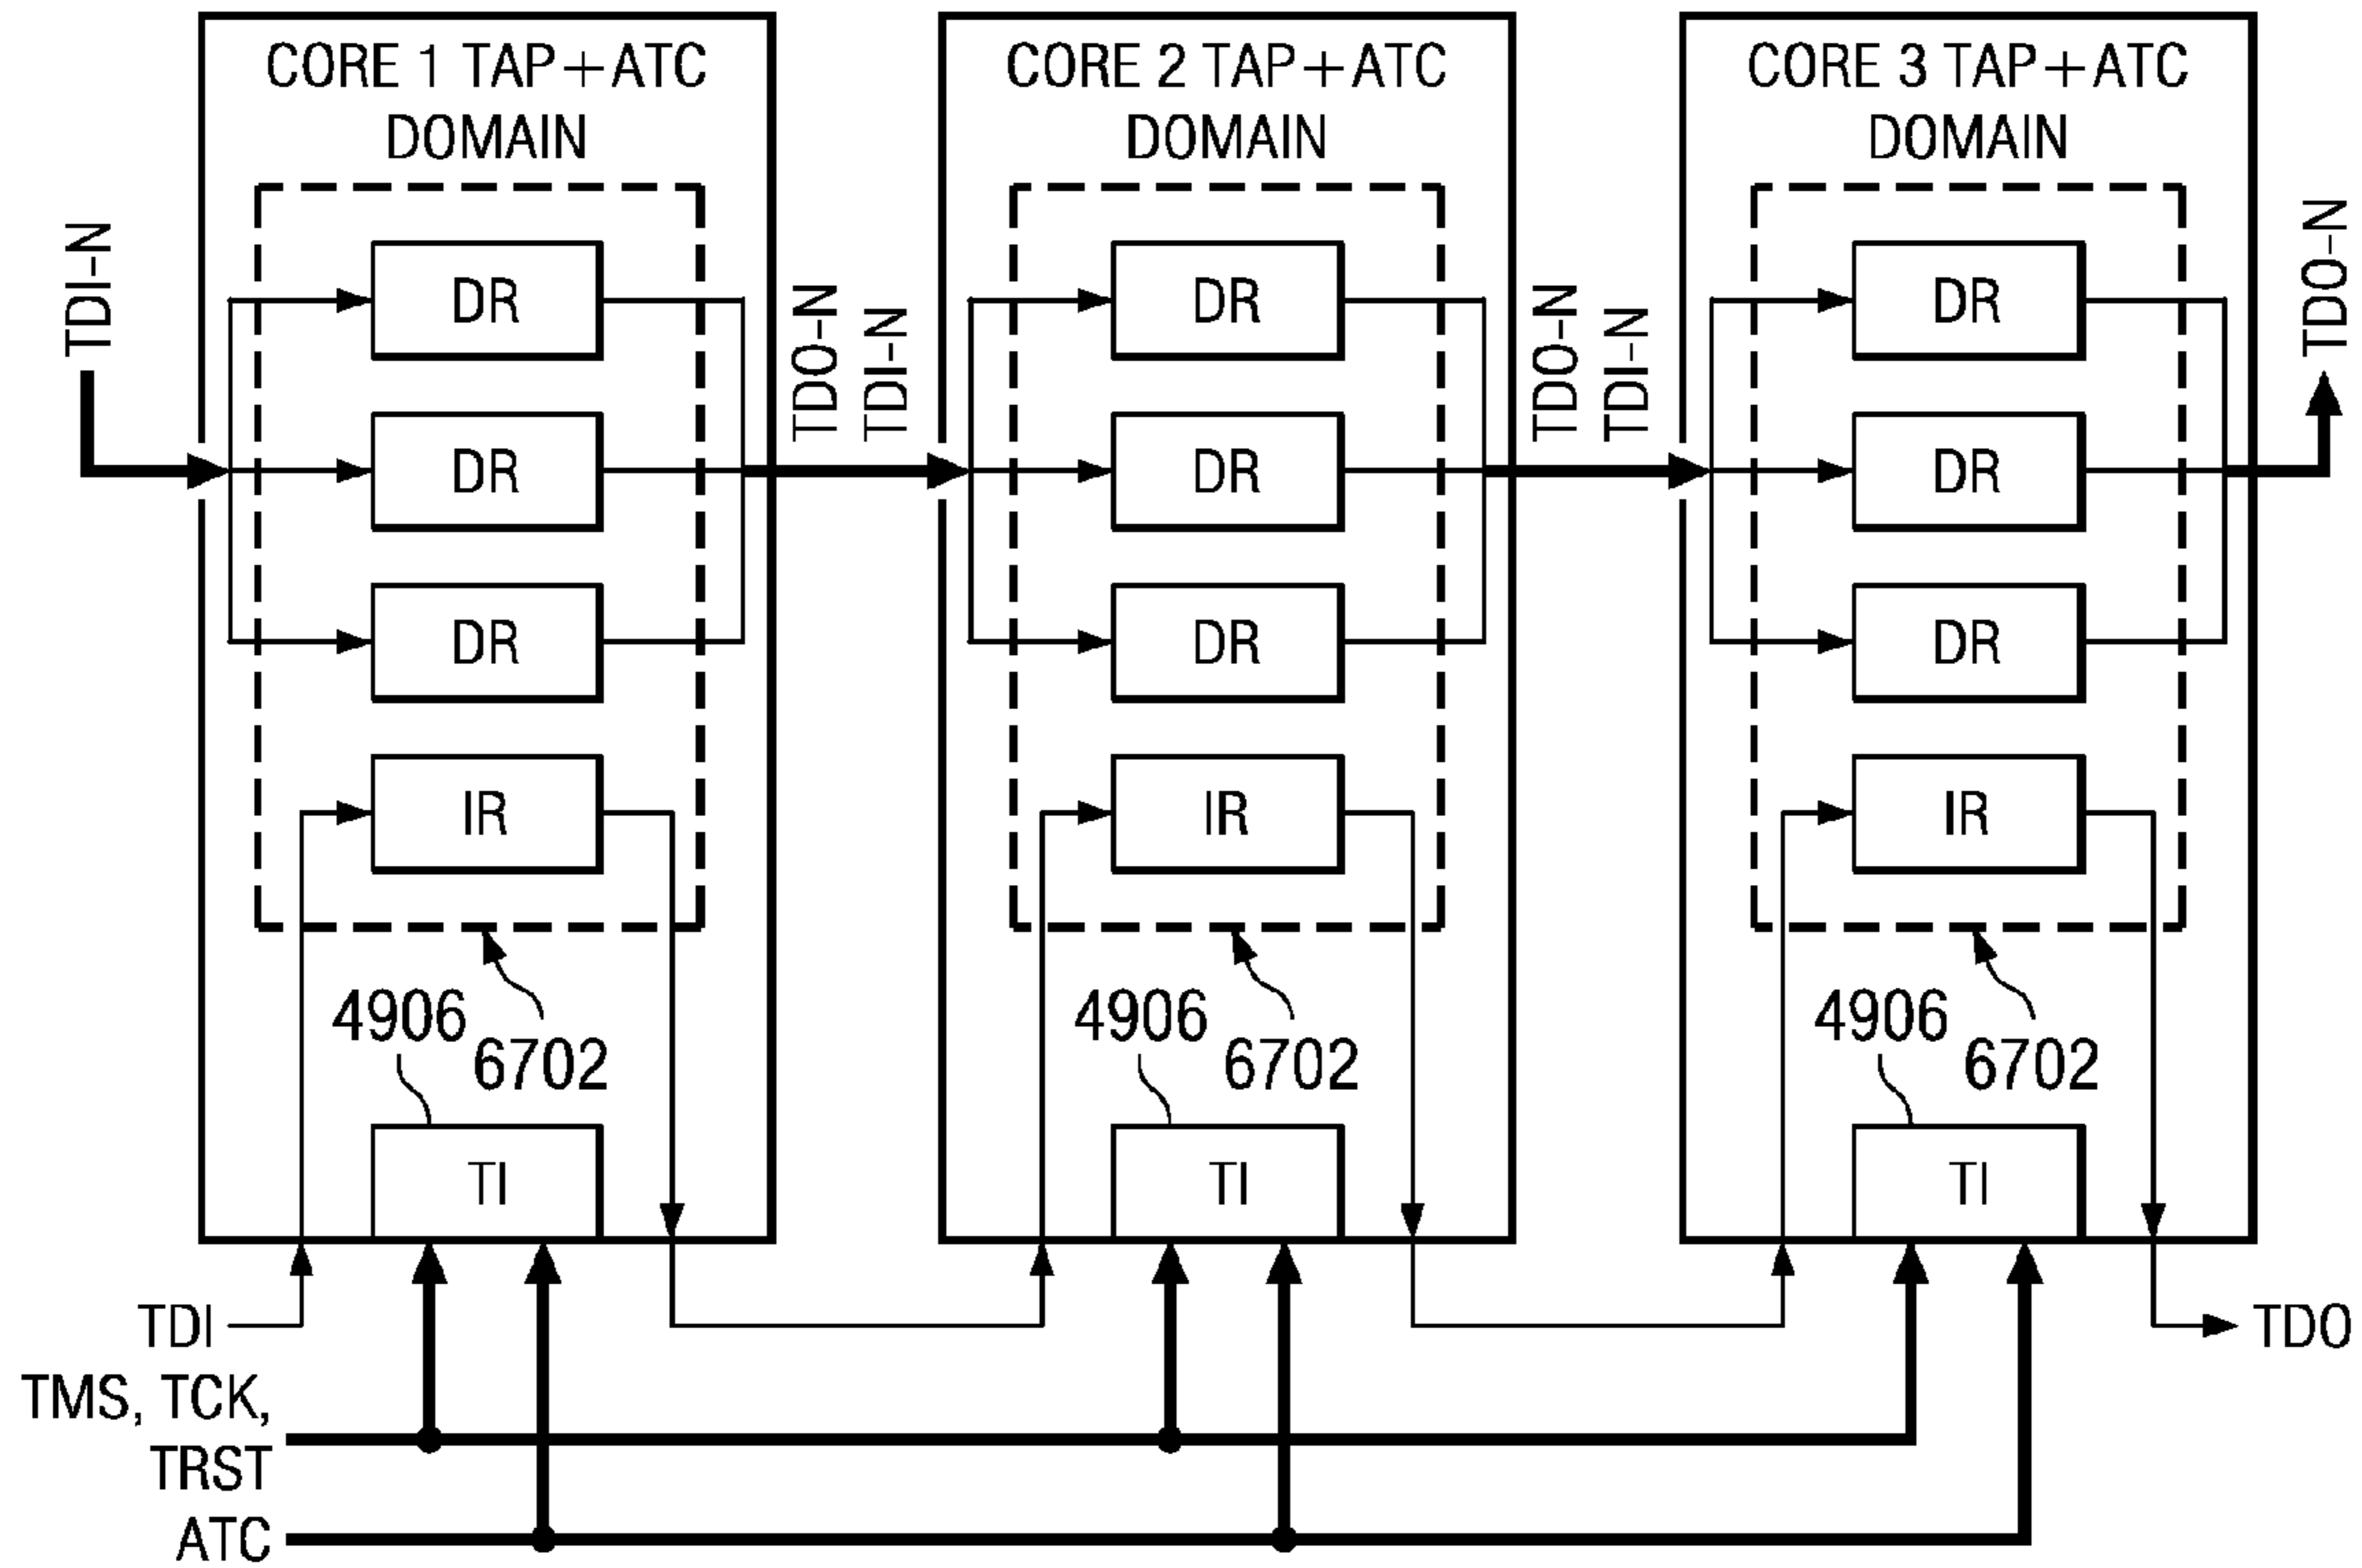 CORE 1 TAP+ATC
DOMAIN
CORE 2 TAP+ATC
DOMAIN
CORE 3 TAP+ATC
DOMAIN
TDI-N
DR
DR
DR
IR
TDO-N
TDI-N
DR
DR
DR
IR
TDO-N
TDI-N
DR
DR
DR
IR
TDO-N
4906
6702
TI
4906
6702
TI
4906
6702
TI
TDI
TDO
TMS, TCK,
TRST
ATC